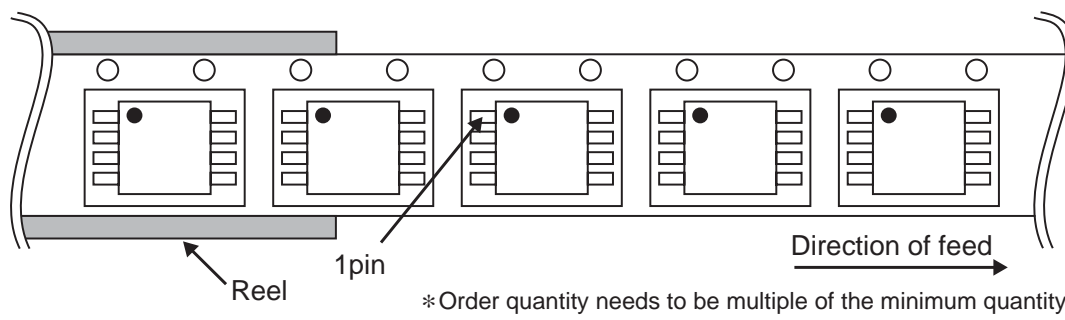 Direction of feed
1pin
Reel
*Order quantity needs to be multiple of the minimum quantity